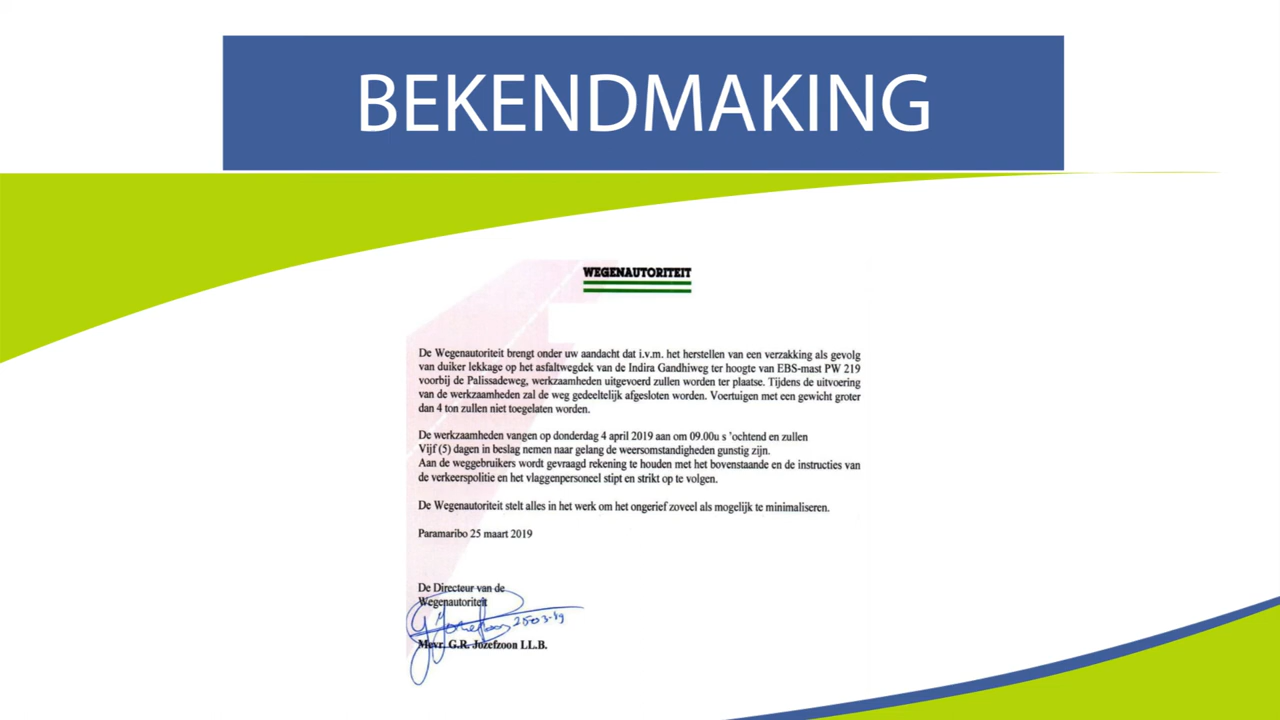 BEKENDMAKING
WEGENAUTORITEIT
De Wegenautoriteit brengt onder uw aandacht dat i.v.m. het herstellen van een verzakking als gevolg
van duiker lekkage op het asfaltwegdek van de Indira Gandhiweg ter hoogte van EBS-mast PW 219
voorbij de Palissadeweg, werkzaamheden uitgevoerd zullen worden ter plaatse. Tijdens de uitvoering
van de werkzaamheden zal de weg gedeeltelijk afgesloten worden. Voertuigen met een gewicht groter
dan 4 ton zullen niet toegelaten worden.
De werkzaamheden vangen op donderdag 4 april 2019 aan om 09.00u s 'ochtend en zullen
Vijf (5) dagen in beslag nemen naar gelang de weersomstandigheden gunstig zijn.
Aan de weggebruikers wordt gevraagd rekening te houden met het bovenstaande en de instructies van
de verkeerspolitie en het vlaggenpersoneel stipt en strikt op te volgen.
De Wegenautoriteit stelt alles in het werk om het ongerief zoveel als mogelijk te minimaliseren.
Paramaribo 25 maart 2019
De Directeur van de
Wegenautoriteit
Mevr. G.R. Jozefzoon LL.B.